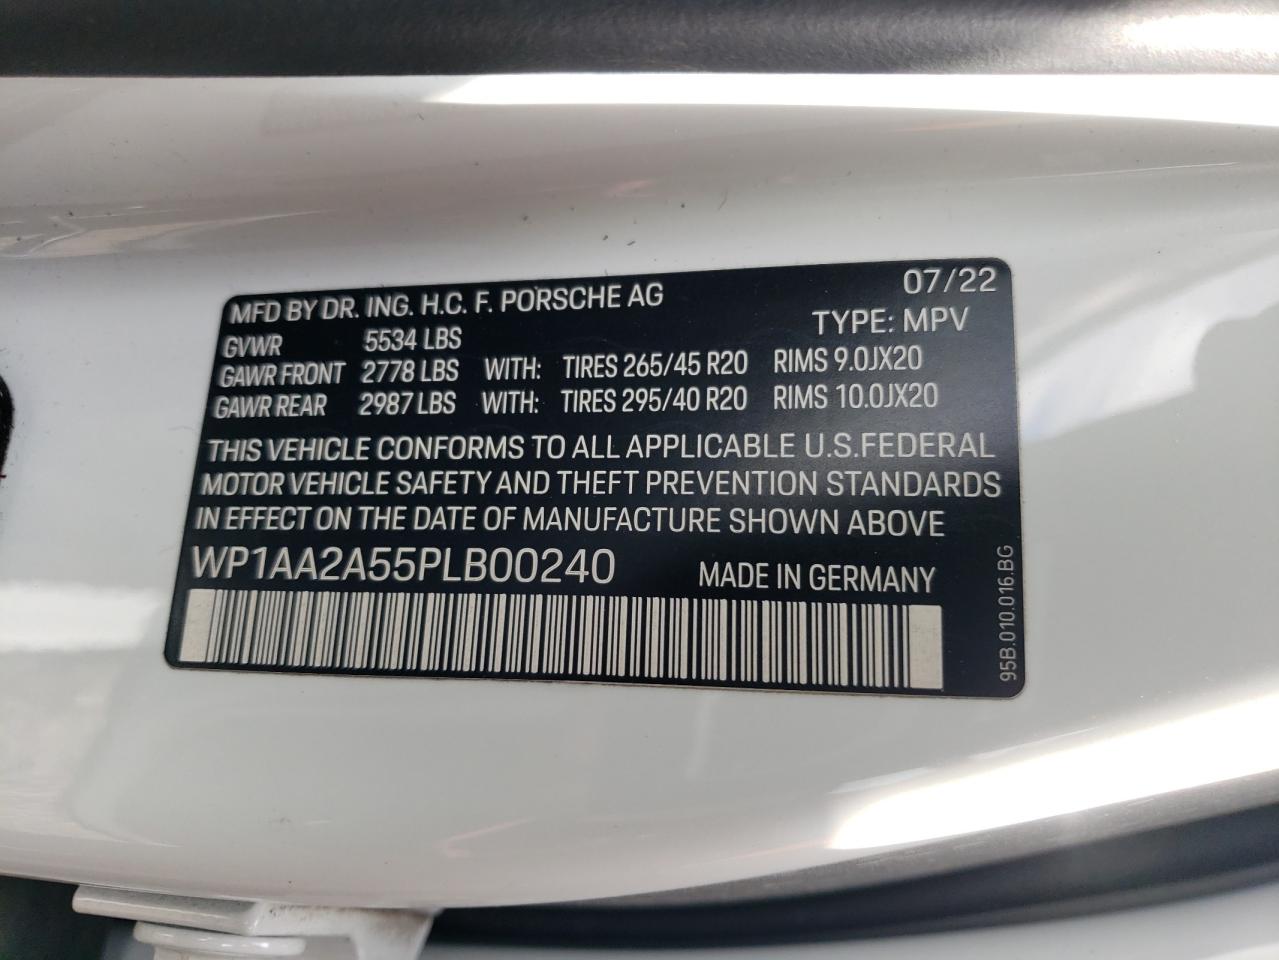 MFD BY DR. ING. H.C. F. PORSCHE AG 07/22
GVWR 5534 LBS TYPE: MPV
GAWR FRONT 2778 LBS WITH: TIRES 265/45 R20 RIMS 9.0JX20
GAWR REAR 2987 LBS WITH: TIRES 295/40 R20 RIMS 10.0JX20
THIS VEHICLE CONFORMS TO ALL APPLICABLE U.S.FEDERAL
MOTOR VEHICLE SAFETY AND THEFT PREVENTION STANDARDS
IN EFFECT ON THE DATE OF MANUFACTURE SHOWN ABOVE
WP1AA2A55PLB00240 MADE IN GERMANY
95B.010.016.BG